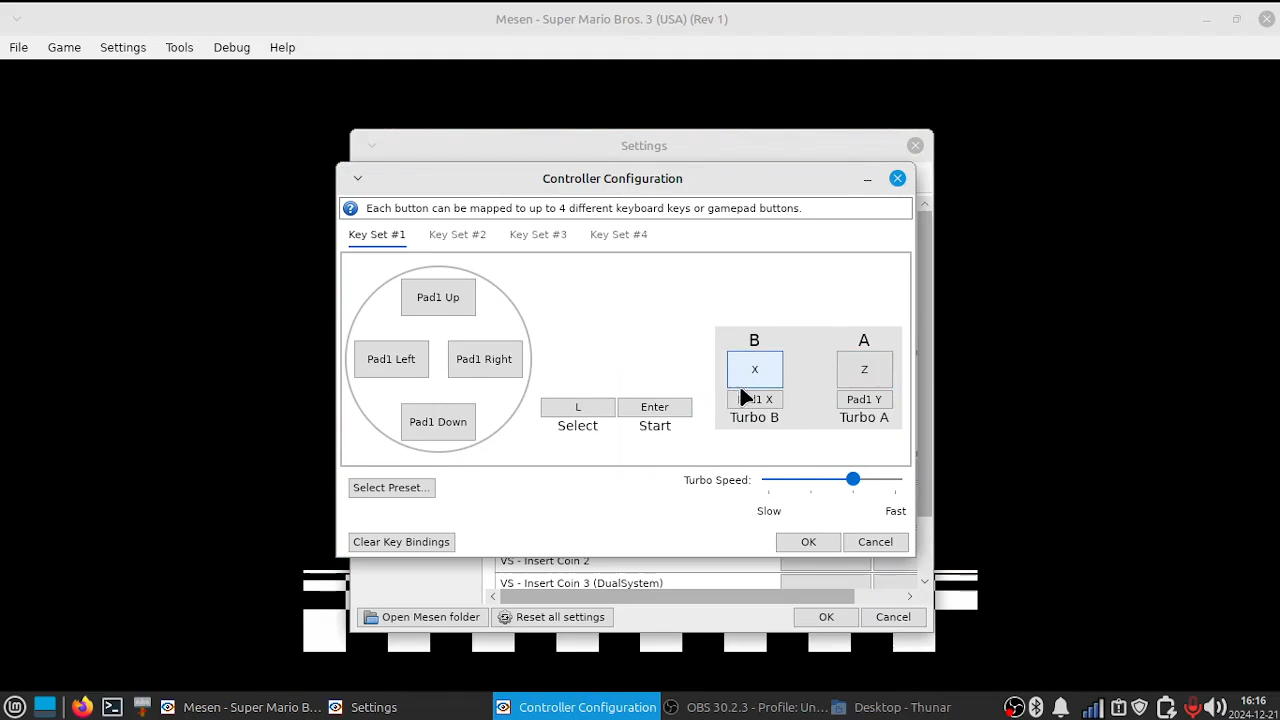 Mesen - Super Mario Bros. 3 (USA) (Rev 1)
File Game Settings Tools Debug Help
Settings
Controller Configuration
Each button can be mapped to up to 4 different keyboard keys or gamepad buttons.
Key Set #1 Key Set #2 Key Set #3 Key Set #4
Pad1 Up
Pad1 Left Pad1 Right
Pad1 Down
L Enter
Select Start
B A
X Z
X Pad1 Y
Turbo B Turbo A
Select Preset... Turbo Speed:
Slow Fast
Clear Key Bindings OK Cancel
VS - Insert Coin 2
VS - Insert Coin 3 (DualSystem)
Open Mesen folder Reset all settings OK Cancel
Mesen - Super Mario B... Settings Controller Configuration OBS 30.2.3 - Profile: Un... Desktop - Thunar
16:16
2024-12-21